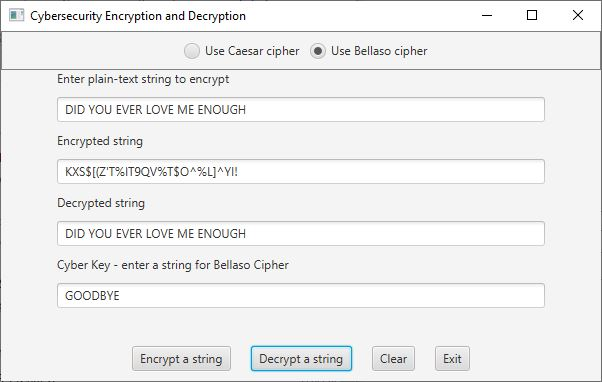 Cybersecurity Encryption and Decryption
Use Caesar cipher Use Bellaso cipher
Enter plain-text string to encrypt
DID YOU EVER LOVE ME ENOUGH
Encrypted string
KXS$[(Z'T%IT9QV%T$O^%L]^YI!
Decrypted string
DID YOU EVER LOVE ME ENOUGH
Cyber Key - enter a string for Bellaso Cipher
GOODBYE
Encrypt a string Decrypt a string Clear Exit